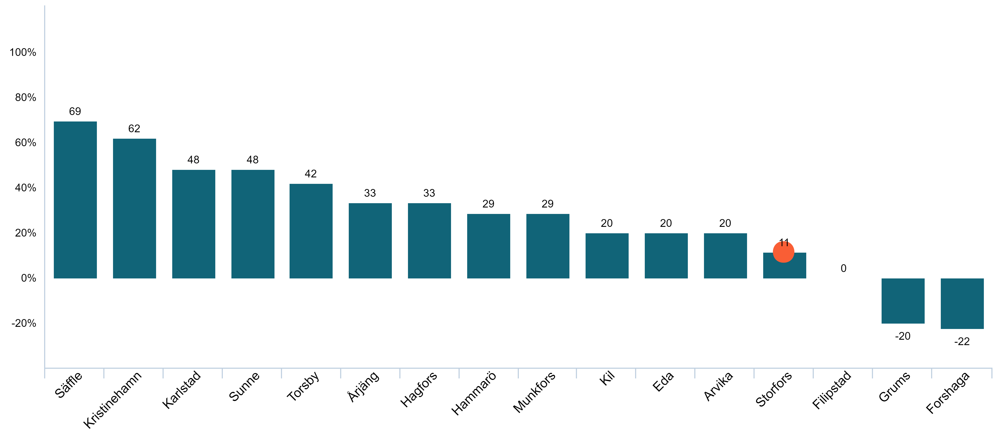 100%
80%
60%
40%
20%
0%
-20%
69
62
48
48
42
33
33
29
29
20
20
20
11
0
-20
-22
Säffle
Kristinehamn
Karlstad
Sunne
Torsby
Årjäng
Hagfors
Hammarö
Munkfors
Kil
Eda
Arvika
Storfors
Filipstad
Grums
Forshaga